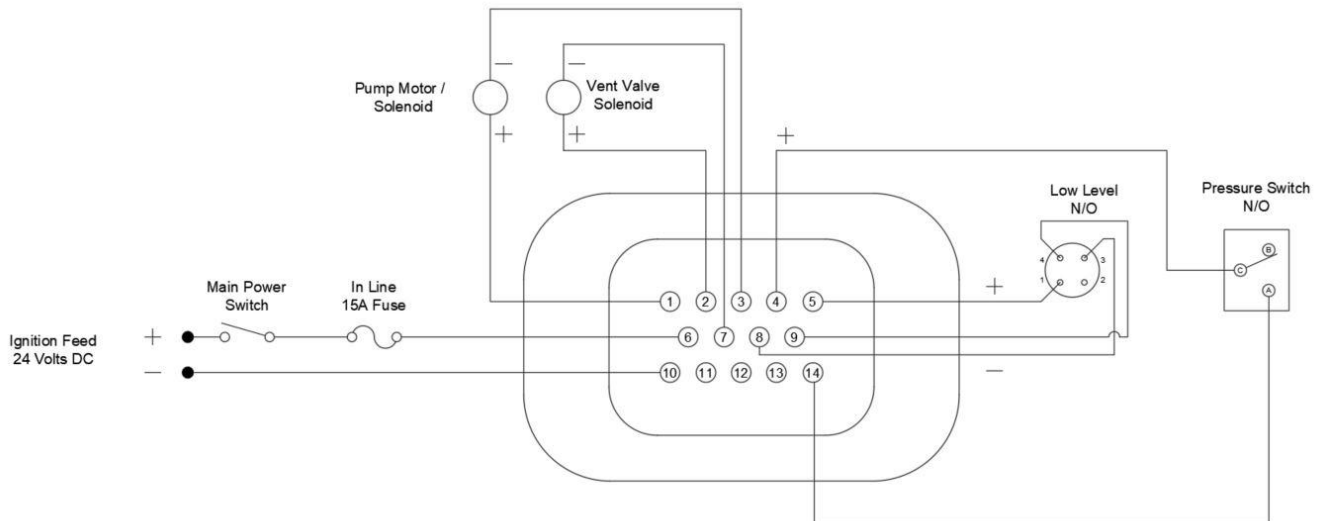 Pump Motor /
Solenoid
−
+
Vent Valve
Solenoid
−
+
+
Low Level
N/O
4
3
1
2
Pressure Switch
N/O
B
C
A
Main Power
Switch
In Line
15A Fuse
Ignition Feed
24 Volts DC
+
−
1 2 3 4 5
6 7 8 9
10 11 12 13 14
+
−